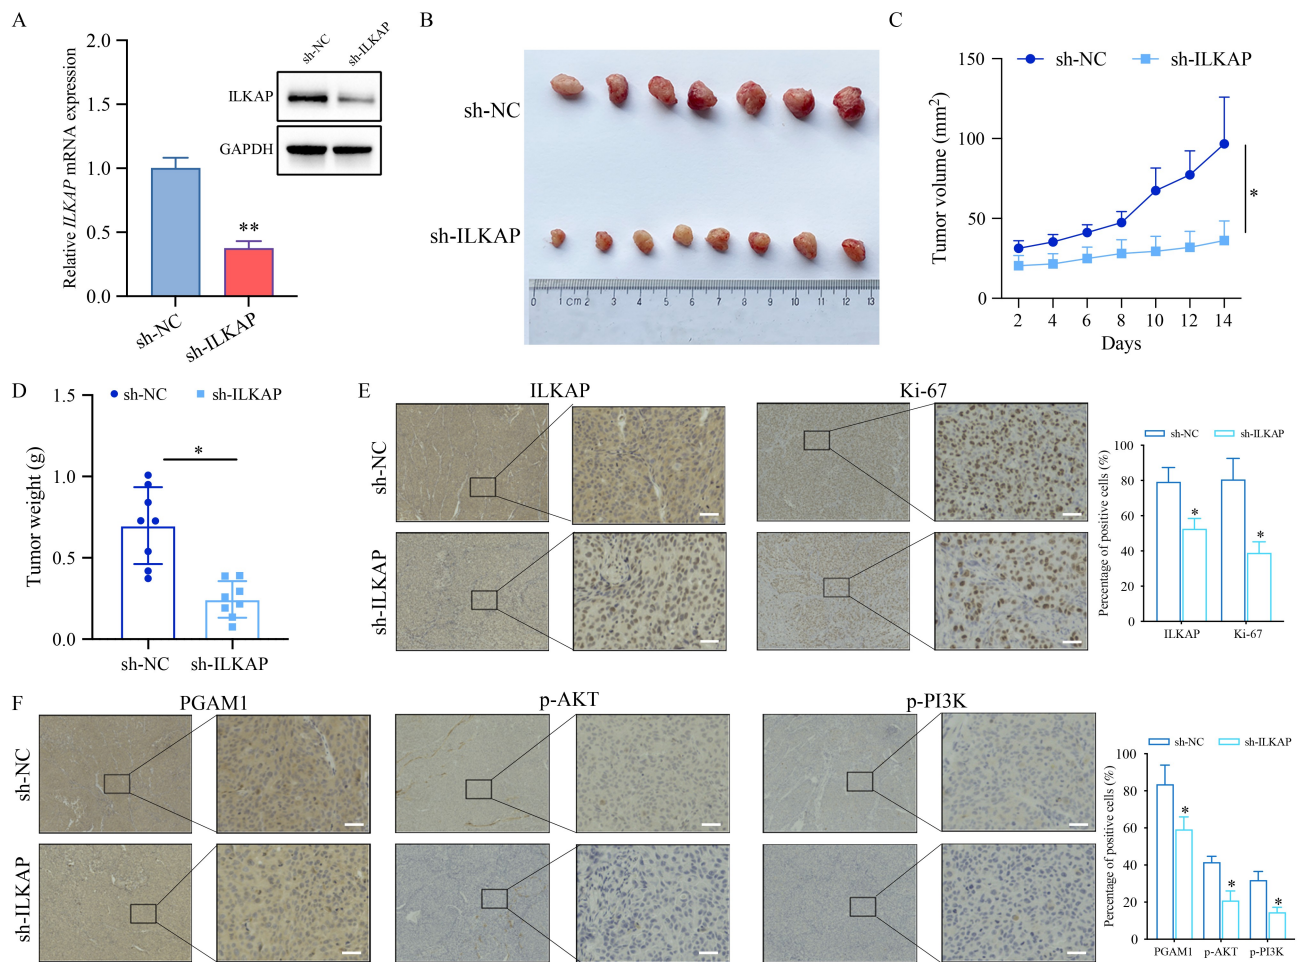 A
Relative ILKAP mRNA expression
2.0
1.5
1.0
0.5
0.0
sh-NC
sh-ILKAP
**
sh-NC
sh-ILKAP
ILKAP
GAPDH
B
sh-NC
sh-ILKAP
0 1 cm 2 3 4 5 6 7 8 9 10 11 12 13
C
sh-NC
sh-ILKAP
Tumor volume (mm²)
150
100
50
0
*
2 4 6 8 10 12 14
Days
D
sh-NC
sh-ILKAP
Tumor weight (g)
1.5
1.0
0.5
0.0
*
sh-NC
sh-ILKAP
E
ILKAP
Ki-67
sh-NC
sh-ILKAP
sh-NC
sh-ILKAP
Percentage of positive cells (%)
100
80
60
40
20
0
*
*
ILKAP
Ki-67
F
PGAM1
p-AKT
p-PI3K
sh-NC
sh-ILKAP
sh-NC
sh-ILKAP
Percentage of positive cells (%)
100
80
60
40
20
0
*
*
*
PGAM1
p-AKT
p-PI3K